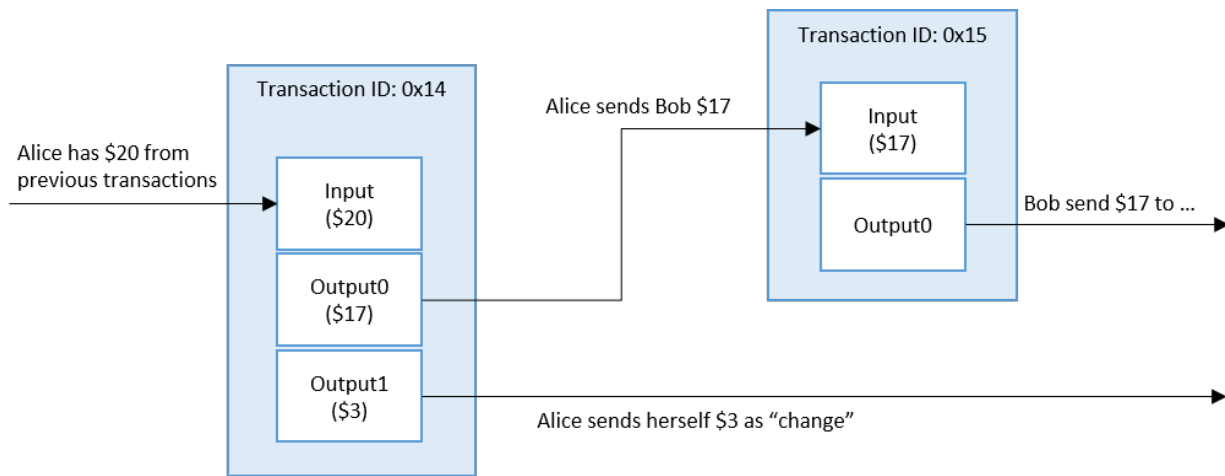 Transaction ID: 0x15
Transaction ID: 0x14
Alice sends Bob $17
Input
($17)
Alice has $20 from
previous transactions
Input
($20)
Bob send $17 to ...
Output0
Output0
($17)
Output1
($3)
Alice sends herself $3 as “change”